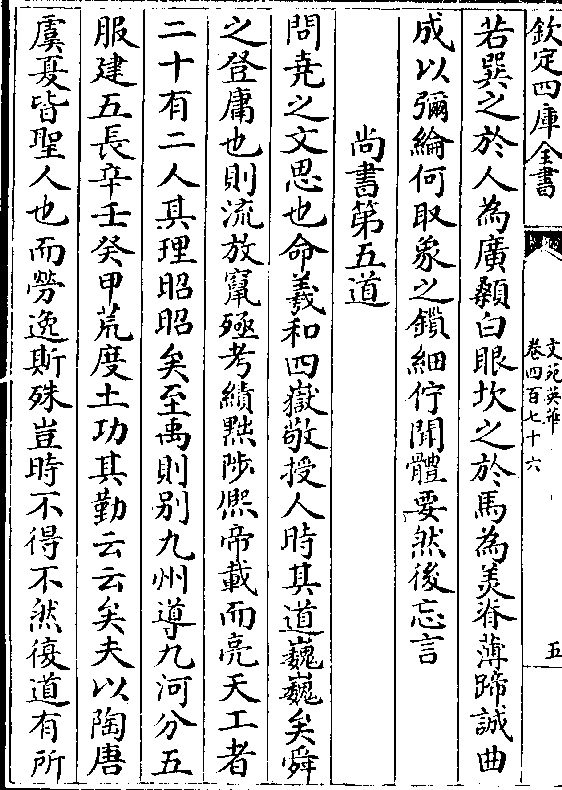 欽定四庫全書
文苑英華
卷四百七十六
五
若巽之於人為廣顙白眼坎之於馬為美脊薄蹄誠曲
成以彌綸何取象之鎖細佇聞體要然後忘言
尚書第五道
問堯之文思也命羲和四嶽敬授人時其道巍巍矣舜
之登庸也則流放竄殛考績黜陟熈帝載而亮天工者
二十有二人其理昭昭矣至禹則別九州導九河分五
服建五長辛壬癸甲荒度土功其勤云云矣夫以陶唐
虞夏皆聖人也而勞逸斯殊豈時不得不然復道有所